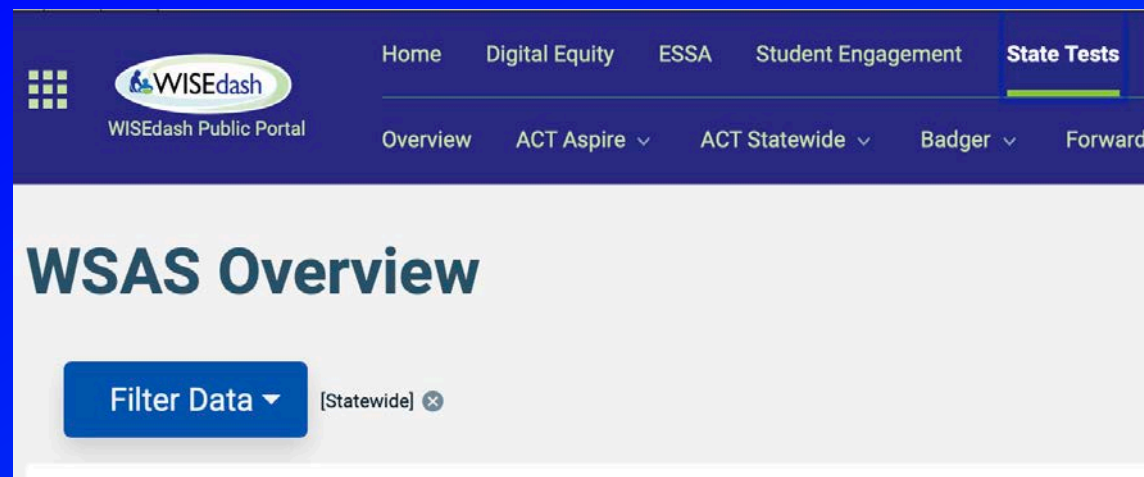 Home Digital Equity ESSA Student Engagement State Tests
WISEdash
WISEdash Public Portal
Overview ACT Aspire ACT Statewide Badger Forward
WSAS Overview
Filter Data [Statewide]